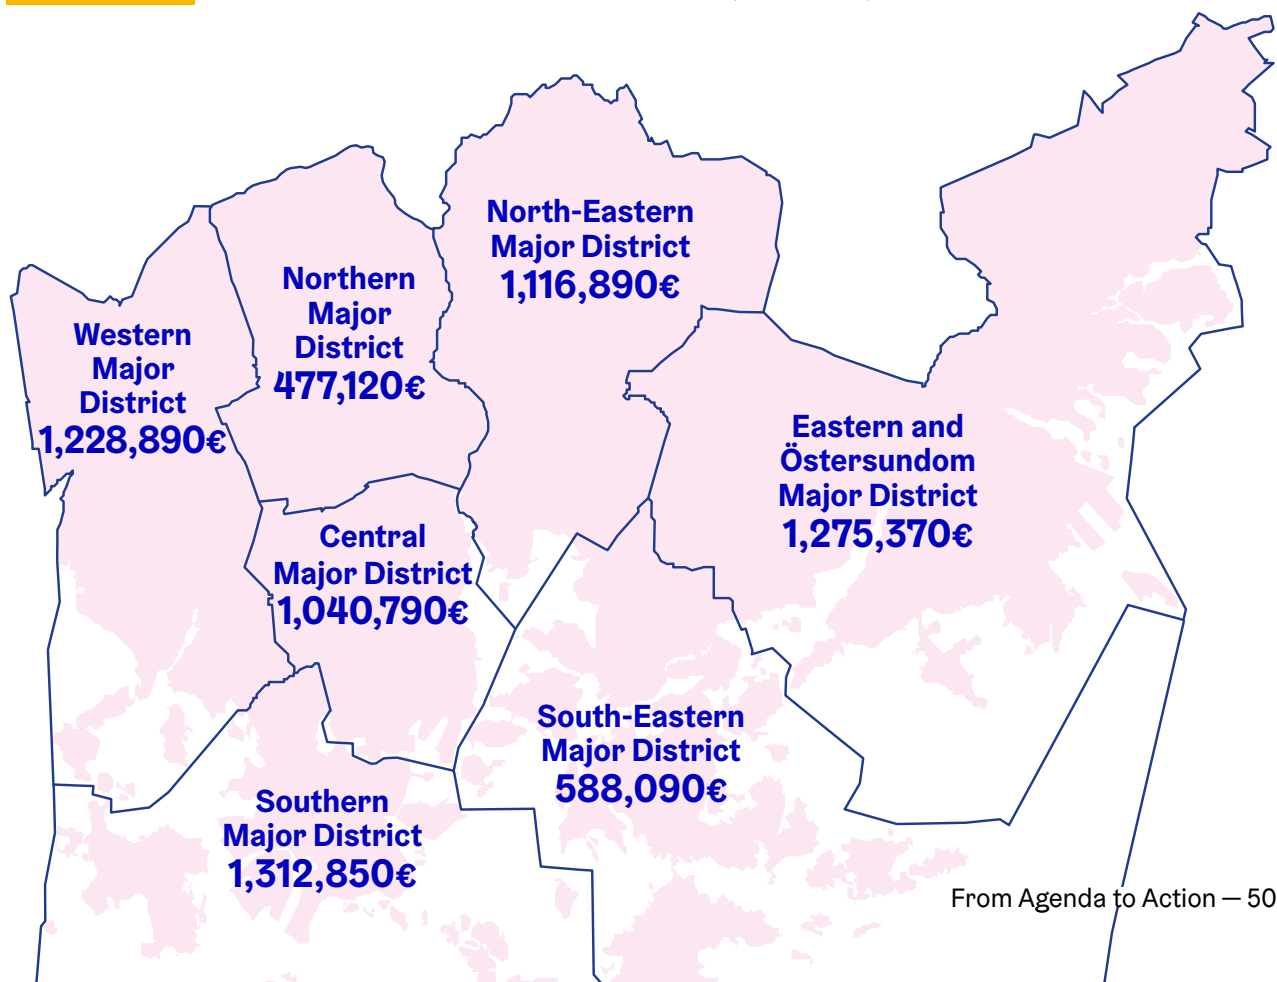 North-Eastern
Major District
1,116,890€
Northern
Major
District
477,120€
Western
Major
District
1,228,890€
Eastern and
Östersundom
Major District
1,275,370€
Central
Major District
1,040,790€
South-Eastern
Major District
588,090€
Southern
Major District
1,312,850€
From Agenda to Action — 50